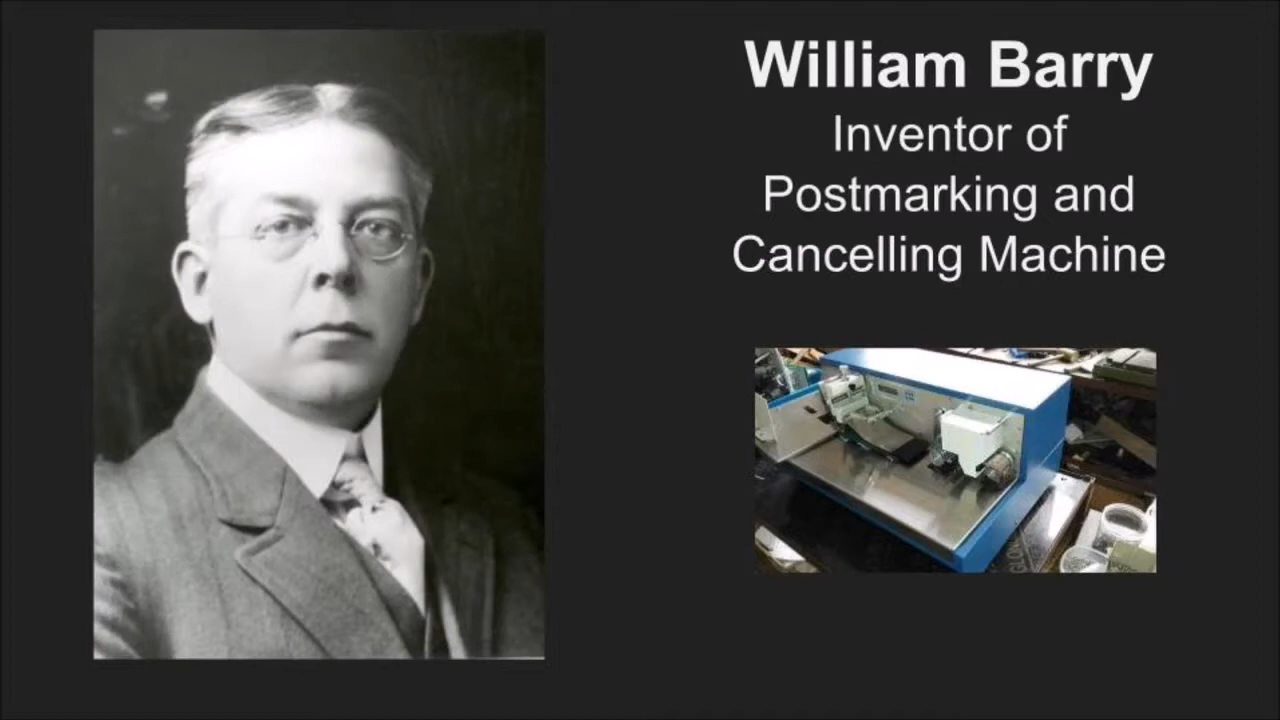 William Barry
Inventor of
Postmarking and
Cancelling Machine